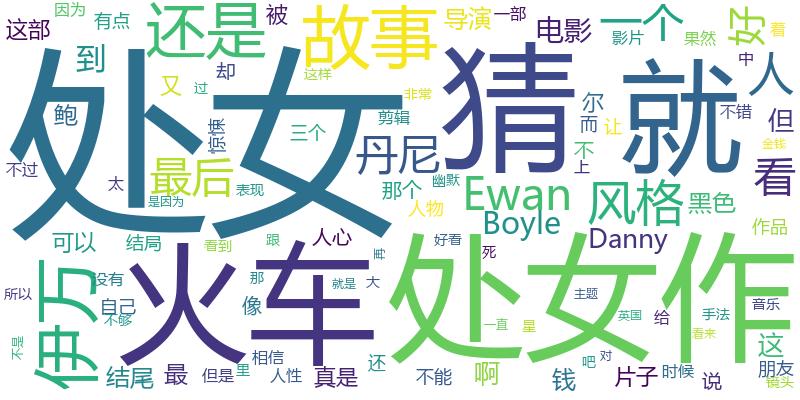 这部 因为 有点 还是 被 故事 导演 一部 电影 一个 好 着
到 却 这样 影片 果然
处女 又 过 非常 猜 就 中 人
鲍 惊悚 三个 剪辑 尔 而 让 不错 但
不过 太 最后 丹尼 不 上 金钱
是因为 表现 那个 幽默 看
人物 Ewan 风格 黑色
Boyle Danny 作品
可以 结局 看到 跟 人心 好看 死
伊万 没有 火车 那 再 处女作 这
所以 自己 像 就是 大 主题 音乐
不够 一直 星 英国 给 手法
不是 里 相信 还 吧 对 看来
结尾 最 但是 人性 真是 不能 啊 钱 片子 时候 说 朋友
镜头